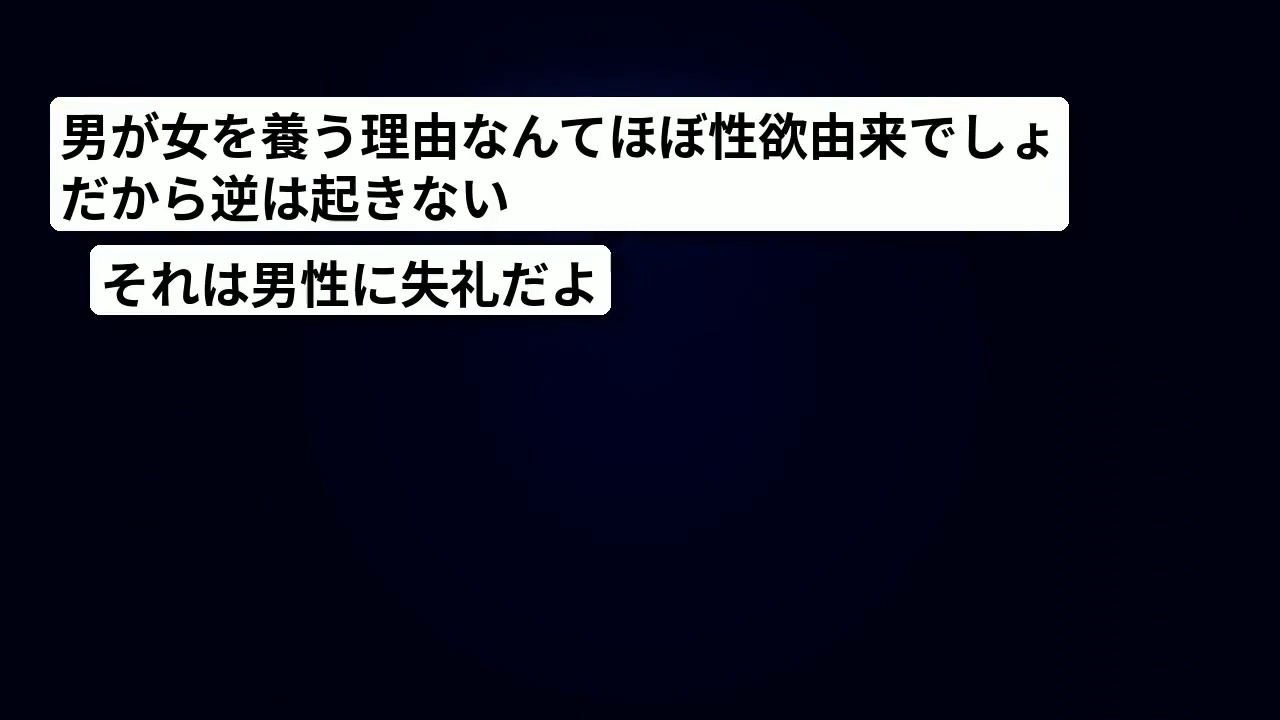 男が女を養う理由なんてほぼ性欲由来でしょ
だから逆は起きない
それは男性に失礼だよ